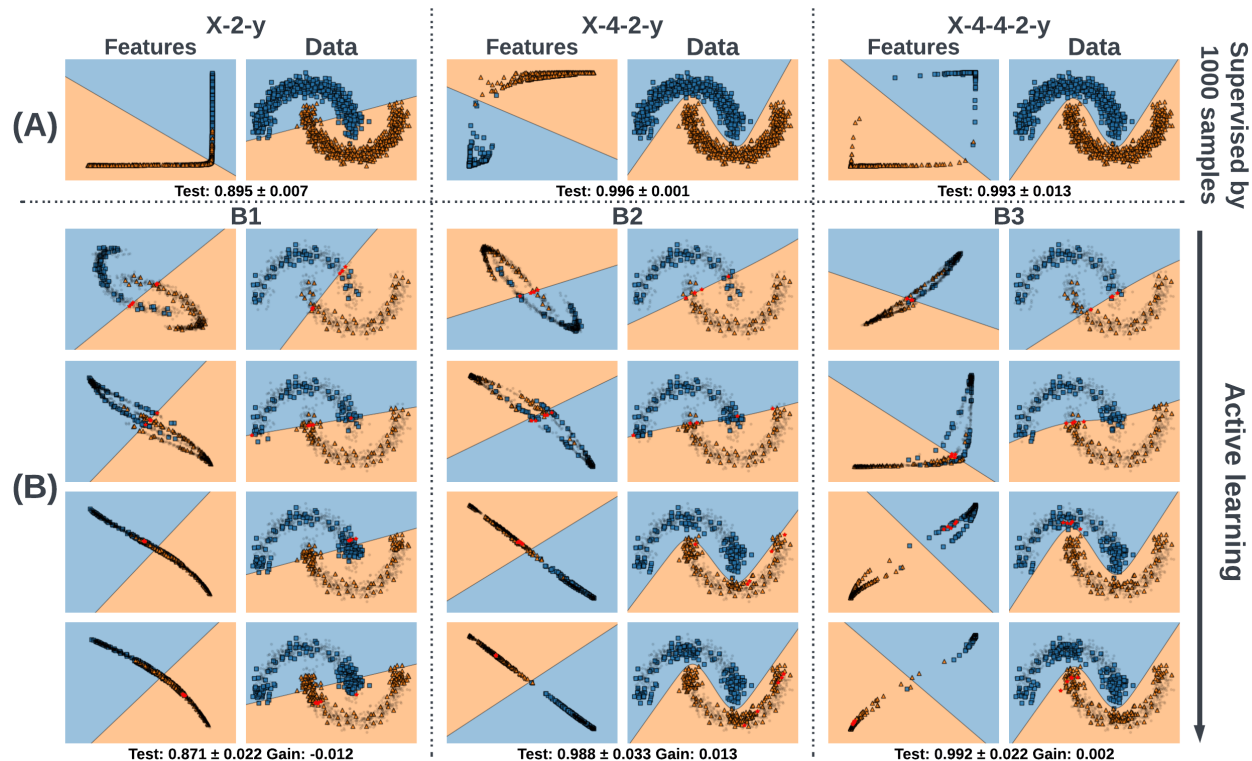 X-2-y
X-4-2-y
X-4-4-2-y
Features
Data
Features
Data
Features
Data
(A)
Supervised by
1000 samples
Test: 0.895 ± 0.007
Test: 0.996 ± 0.001
Test: 0.993 ± 0.013
B1
B2
B3
(B)
Active learning
Test: 0.871 ± 0.022 Gain: -0.012
Test: 0.988 ± 0.033 Gain: 0.013
Test: 0.992 ± 0.022 Gain: 0.002